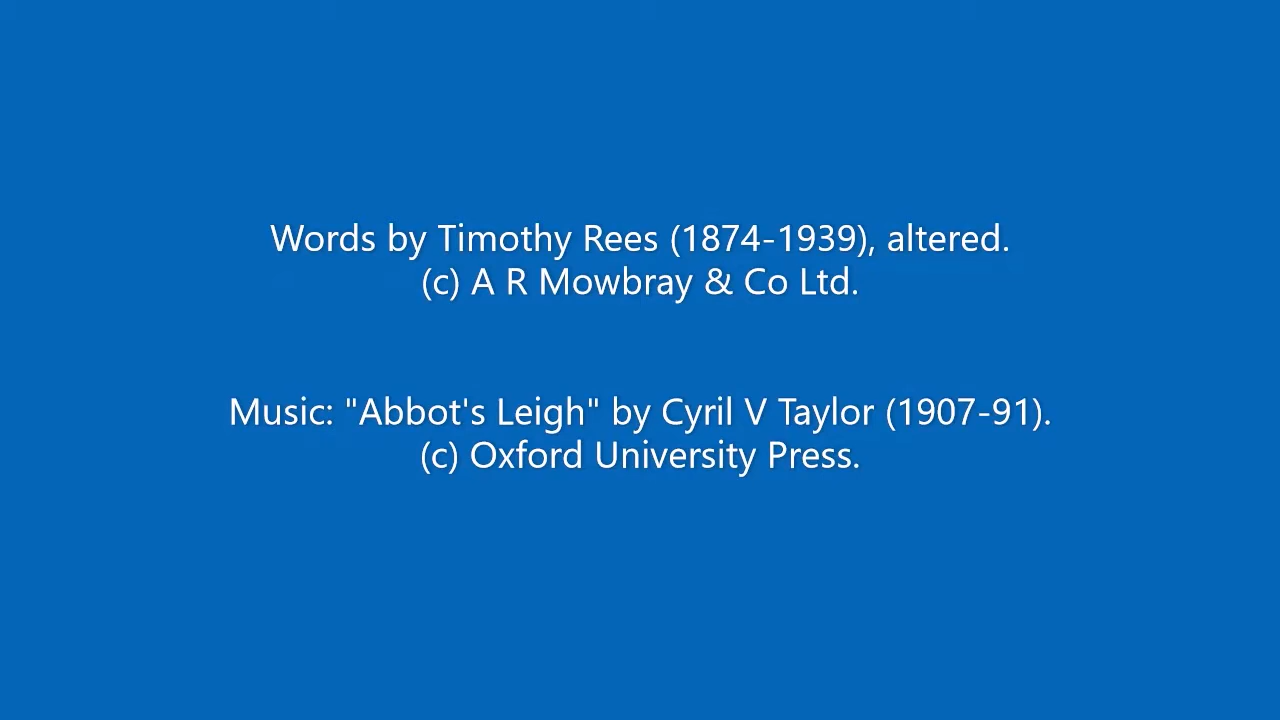 Words by Timothy Rees (1874-1939), altered.
(c) A R Mowbray & Co Ltd.
Music: "Abbot's Leigh" by Cyril V Taylor (1907-91).
(c) Oxford University Press.